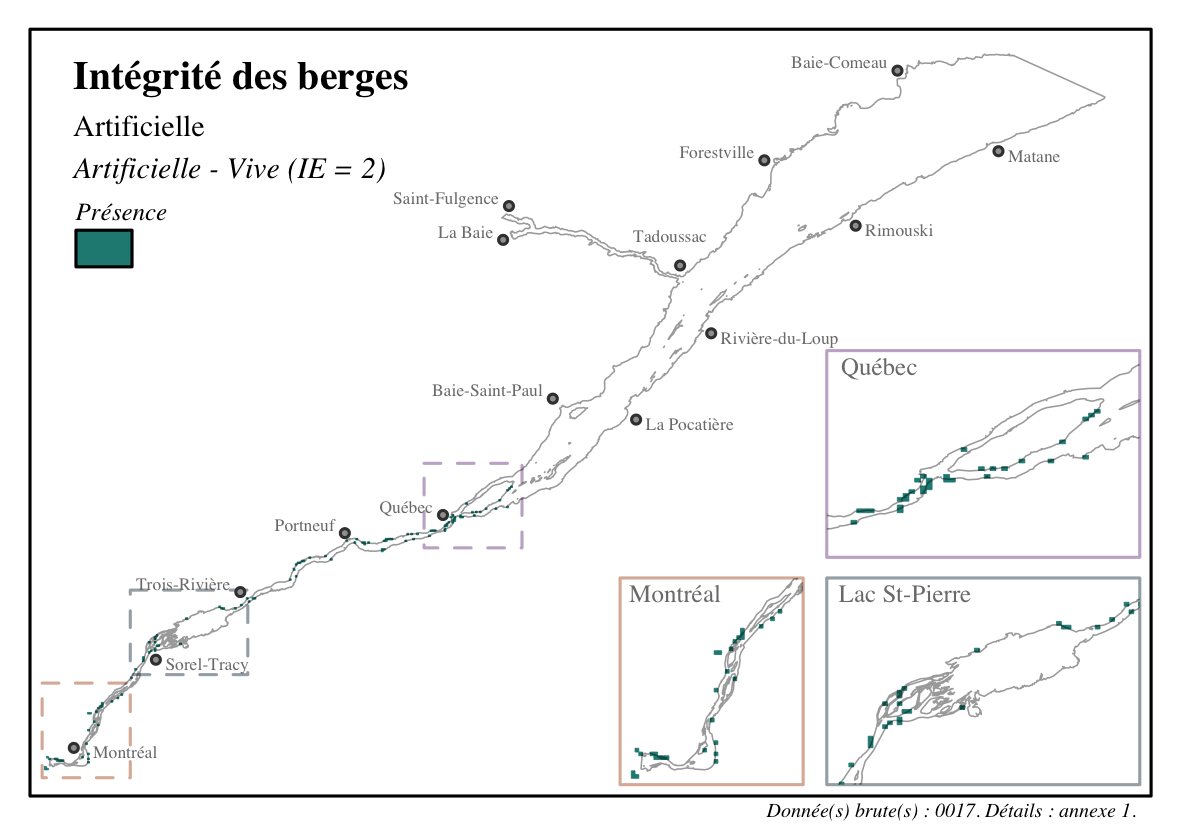 Intégrité des berges
Artificielle
Artificielle - Vive (IE = 2)
Présence
Baie-Comeau
Forestville
Matane
Saint-Fulgence
La Baie
Tadoussac
Rimouski
Rivière-du-Loup
Baie-Saint-Paul
La Pocatière
Québec
Portneuf
Trois-Rivière
Sorel-Tracy
Montréal
Québec
Montréal
Lac St-Pierre
Donnée(s) brute(s) : 0017. Détails : annexe 1.